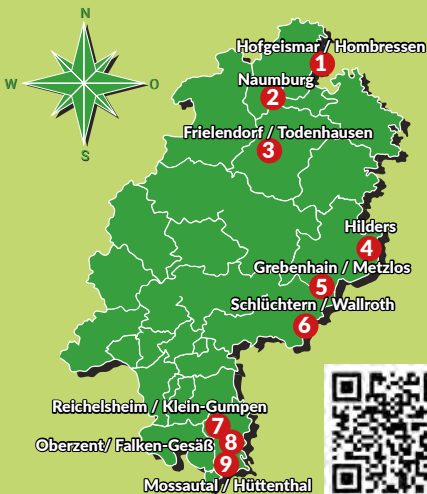 N
W
O
S
Hofgeismar / Hombressen
1
Naumburg
2
Frielendorf / Todenhausen
3
Hilders
4
Grebenhain / Metzlos
5
Schlüchtern / Wallroth
6
Reichelsheim / Klein-Gumpen
7
Oberzent/ Falken-Gesäß
8
9
Mossautal / Hüttenthal